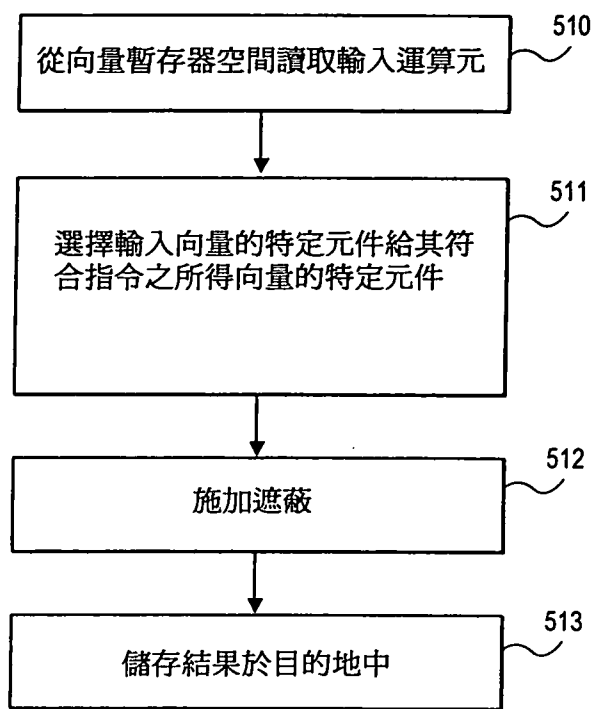 510
從向量暫存器空間讀取輸入運算元
511
選擇輸入向量的特定元件給其符
合指令之所得向量的特定元件
512
施加遮蔽
513
儲存結果於目的地中